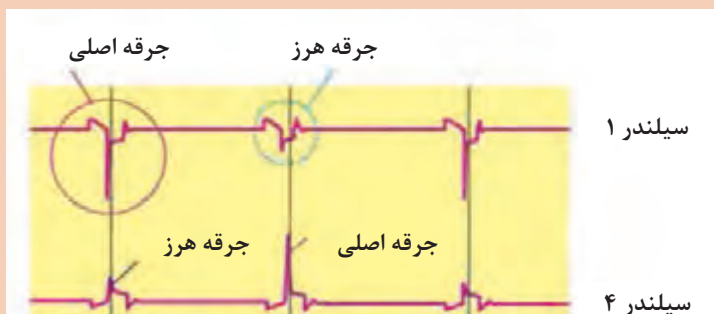 جرقه هرز
جرقه اصلی
سیلندر ۱
جرقه اصلی
جرقه هرز
سیلندر ۴